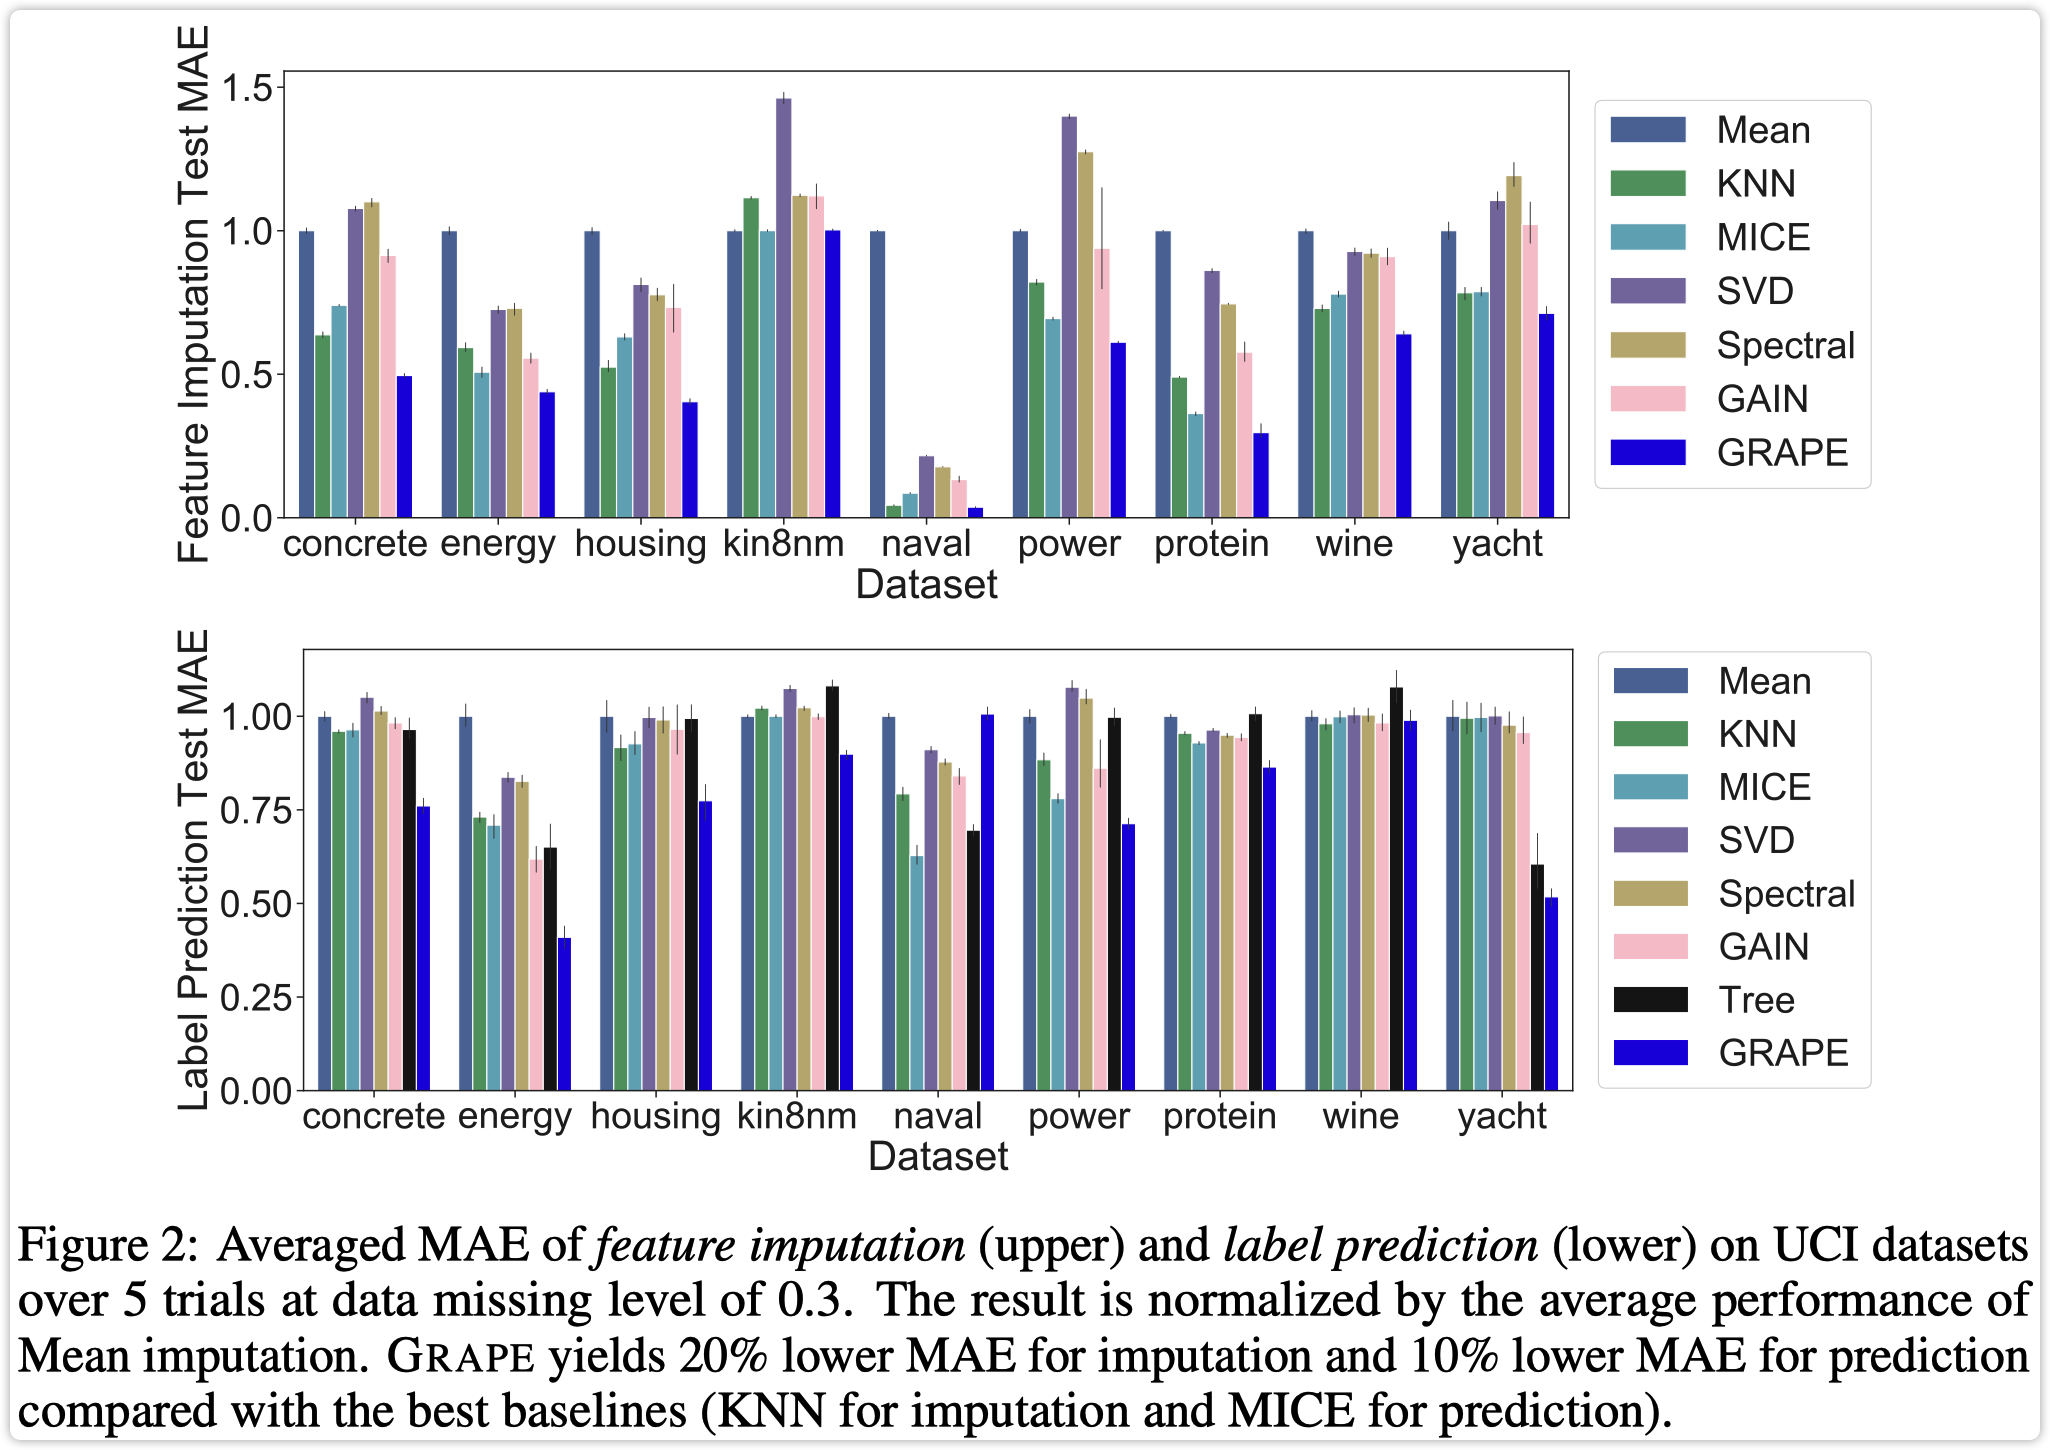 Feature Imputation Test MAE
1.5
1.0
0.5
0.0
concrete energy housing kin8nm naval power protein wine yacht
Dataset
Mean
KNN
MICE
SVD
Spectral
GAIN
GRAPE
Label Prediction Test MAE
1.00
0.75
0.50
0.25
0.00
concrete energy housing kin8nm naval power protein wine yacht
Dataset
Mean
KNN
MICE
SVD
Spectral
GAIN
Tree
GRAPE
Figure 2: Averaged MAE of feature imputation (upper) and label prediction (lower) on UCI datasets
over 5 trials at data missing level of 0.3. The result is normalized by the average performance of
Mean imputation. GRAPE yields 20% lower MAE for imputation and 10% lower MAE for prediction
compared with the best baselines (KNN for imputation and MICE for prediction).